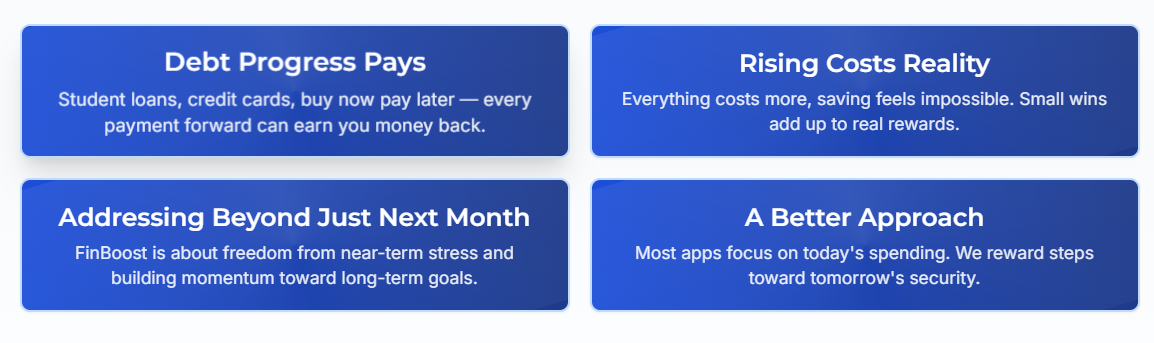 Debt Progress Pays
Student loans, credit cards, buy now pay later — every
payment forward can earn you money back.
Rising Costs Reality
Everything costs more, saving feels impossible. Small wins
add up to real rewards.
Addressing Beyond Just Next Month
FinBoost is about freedom from near-term stress and
building momentum toward long-term goals.
A Better Approach
Most apps focus on today's spending. We reward steps
toward tomorrow's security.